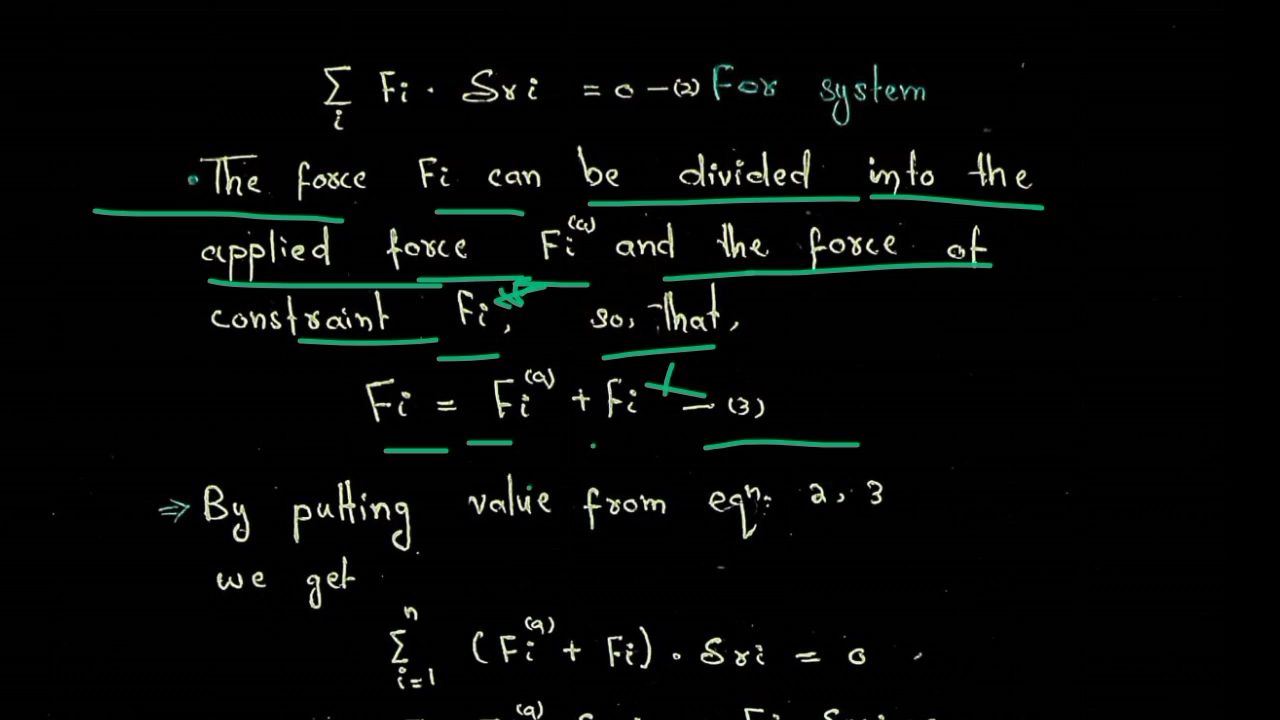 Σ Fi · δri = 0 – (2) For system
i
• The force Fi can be divided into the
applied force Fi(a) and the force of
constraint Fi, so, that,
Fi = Fi(a) + Fi – (3)
⇒ By putting value from eqn. 2, 3
we get
n
Σ (Fi(a) + Fi) · δri = 0
i=1
(a)